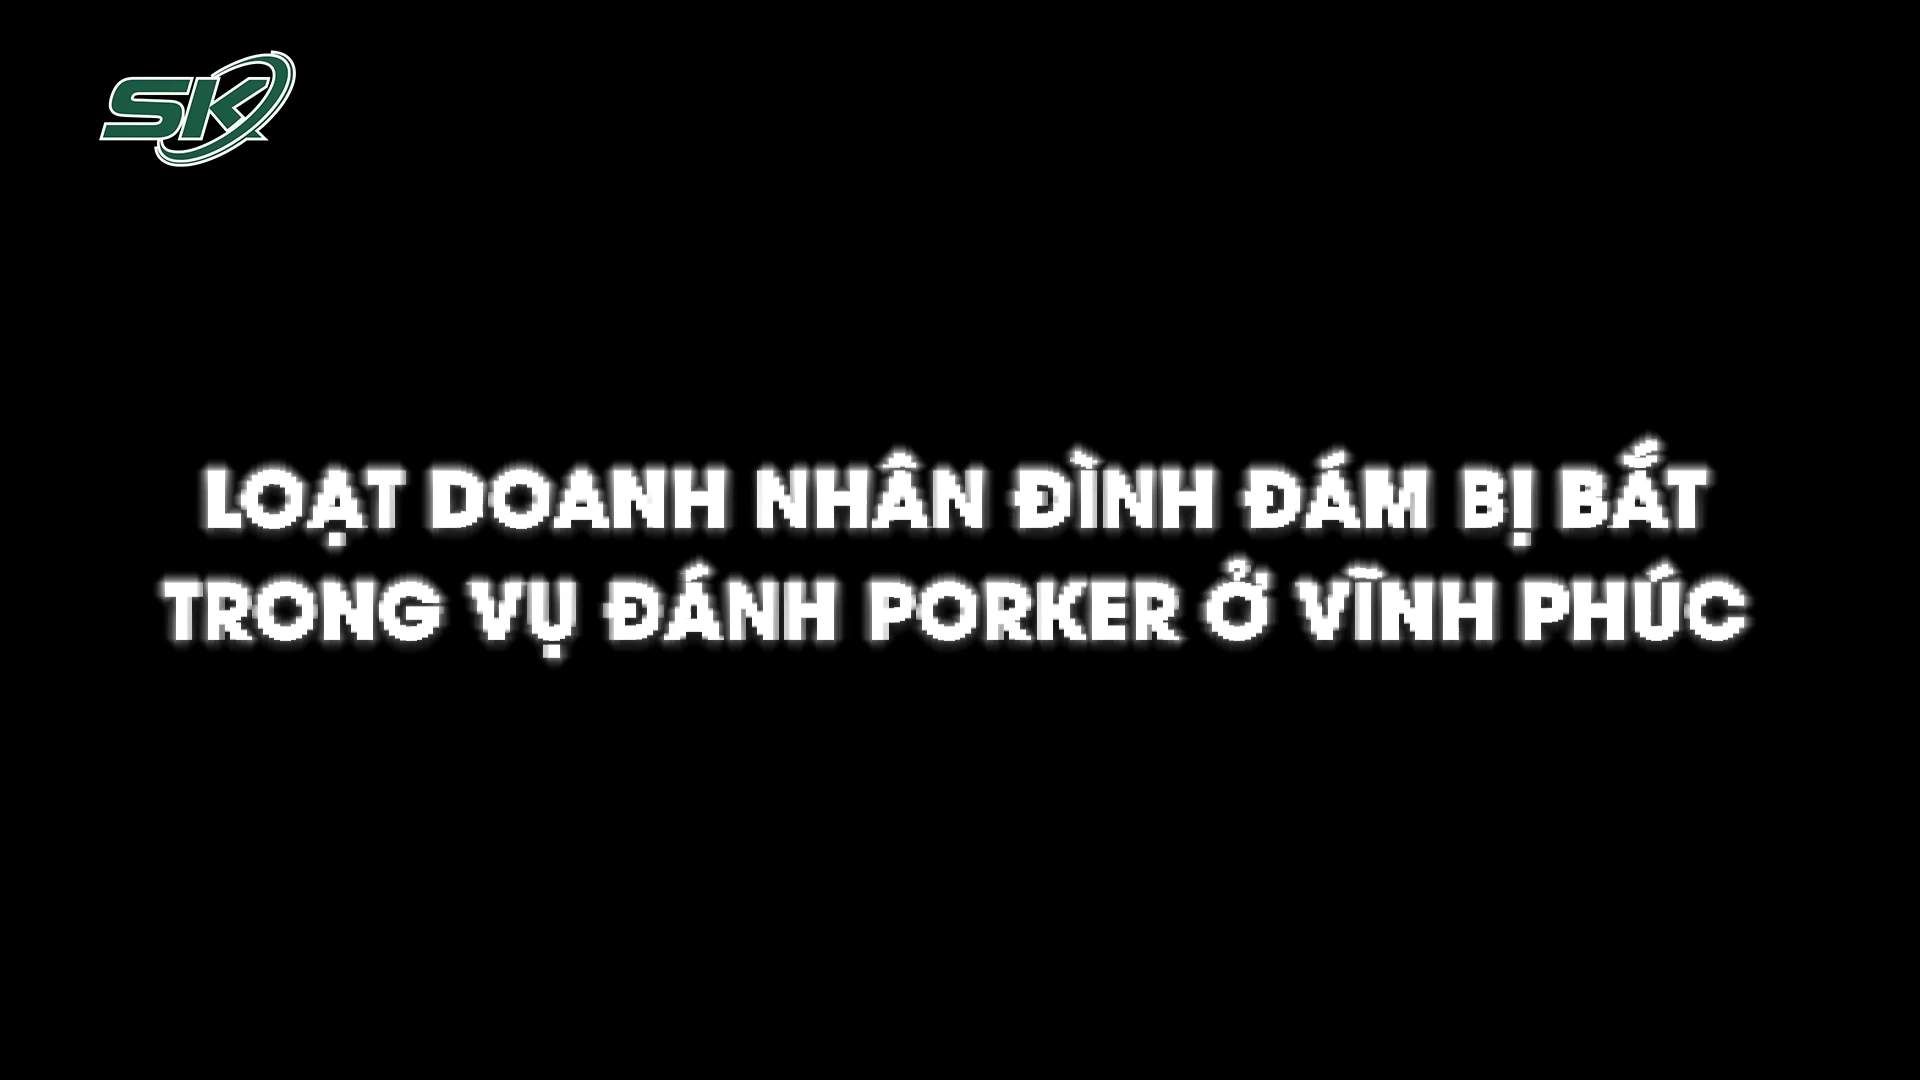 SK
LOẠT DOANH NHÂN ĐÌNH ĐÁM BỊ BẮT
TRONG VỤ ĐÁNH PORKER Ở VĨNH PHÚC